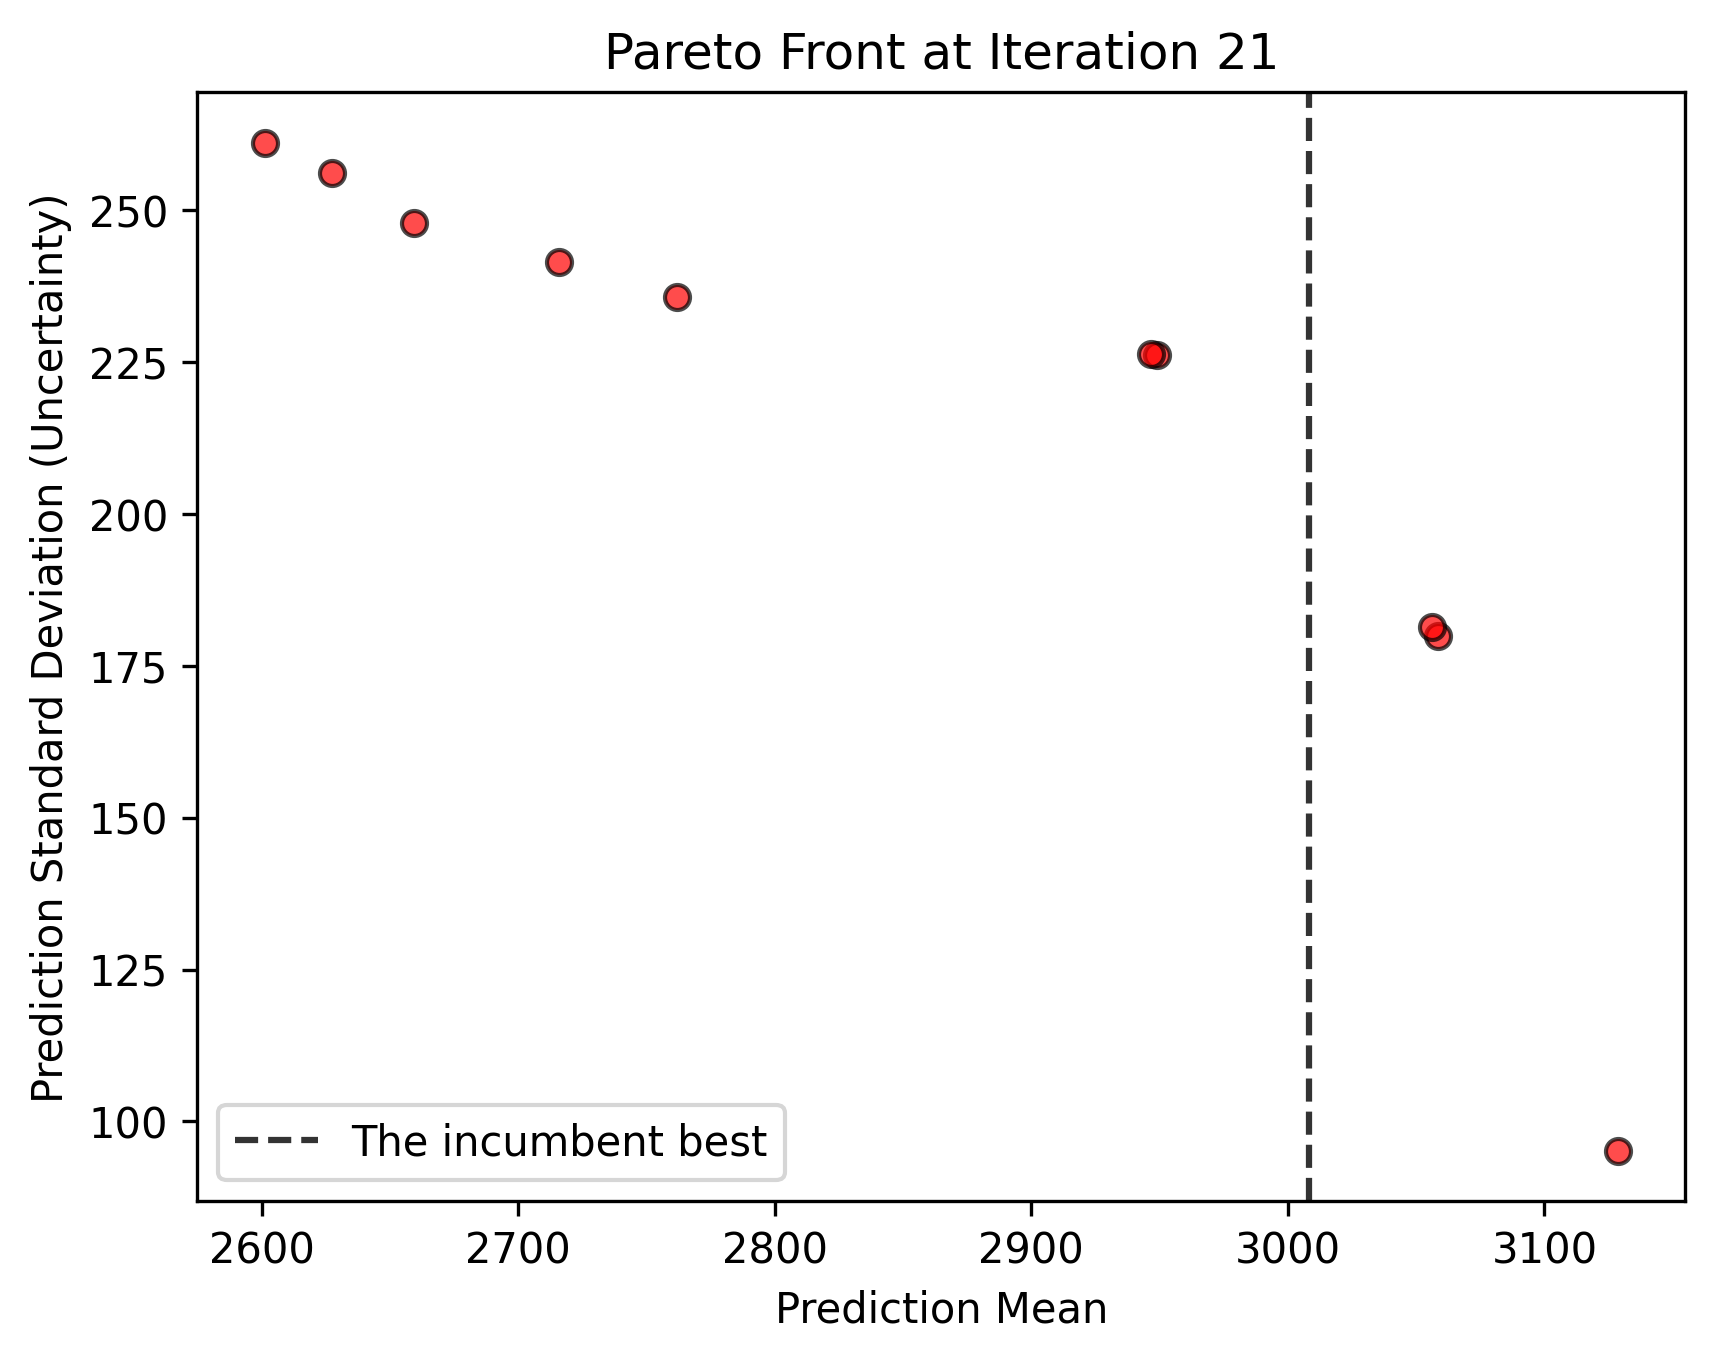 Pareto Front at Iteration 21
Prediction Standard Deviation (Uncertainty)
250
225
200
175
150
125
100
The incumbent best
2600 2700 2800 2900 3000 3100
Prediction Mean